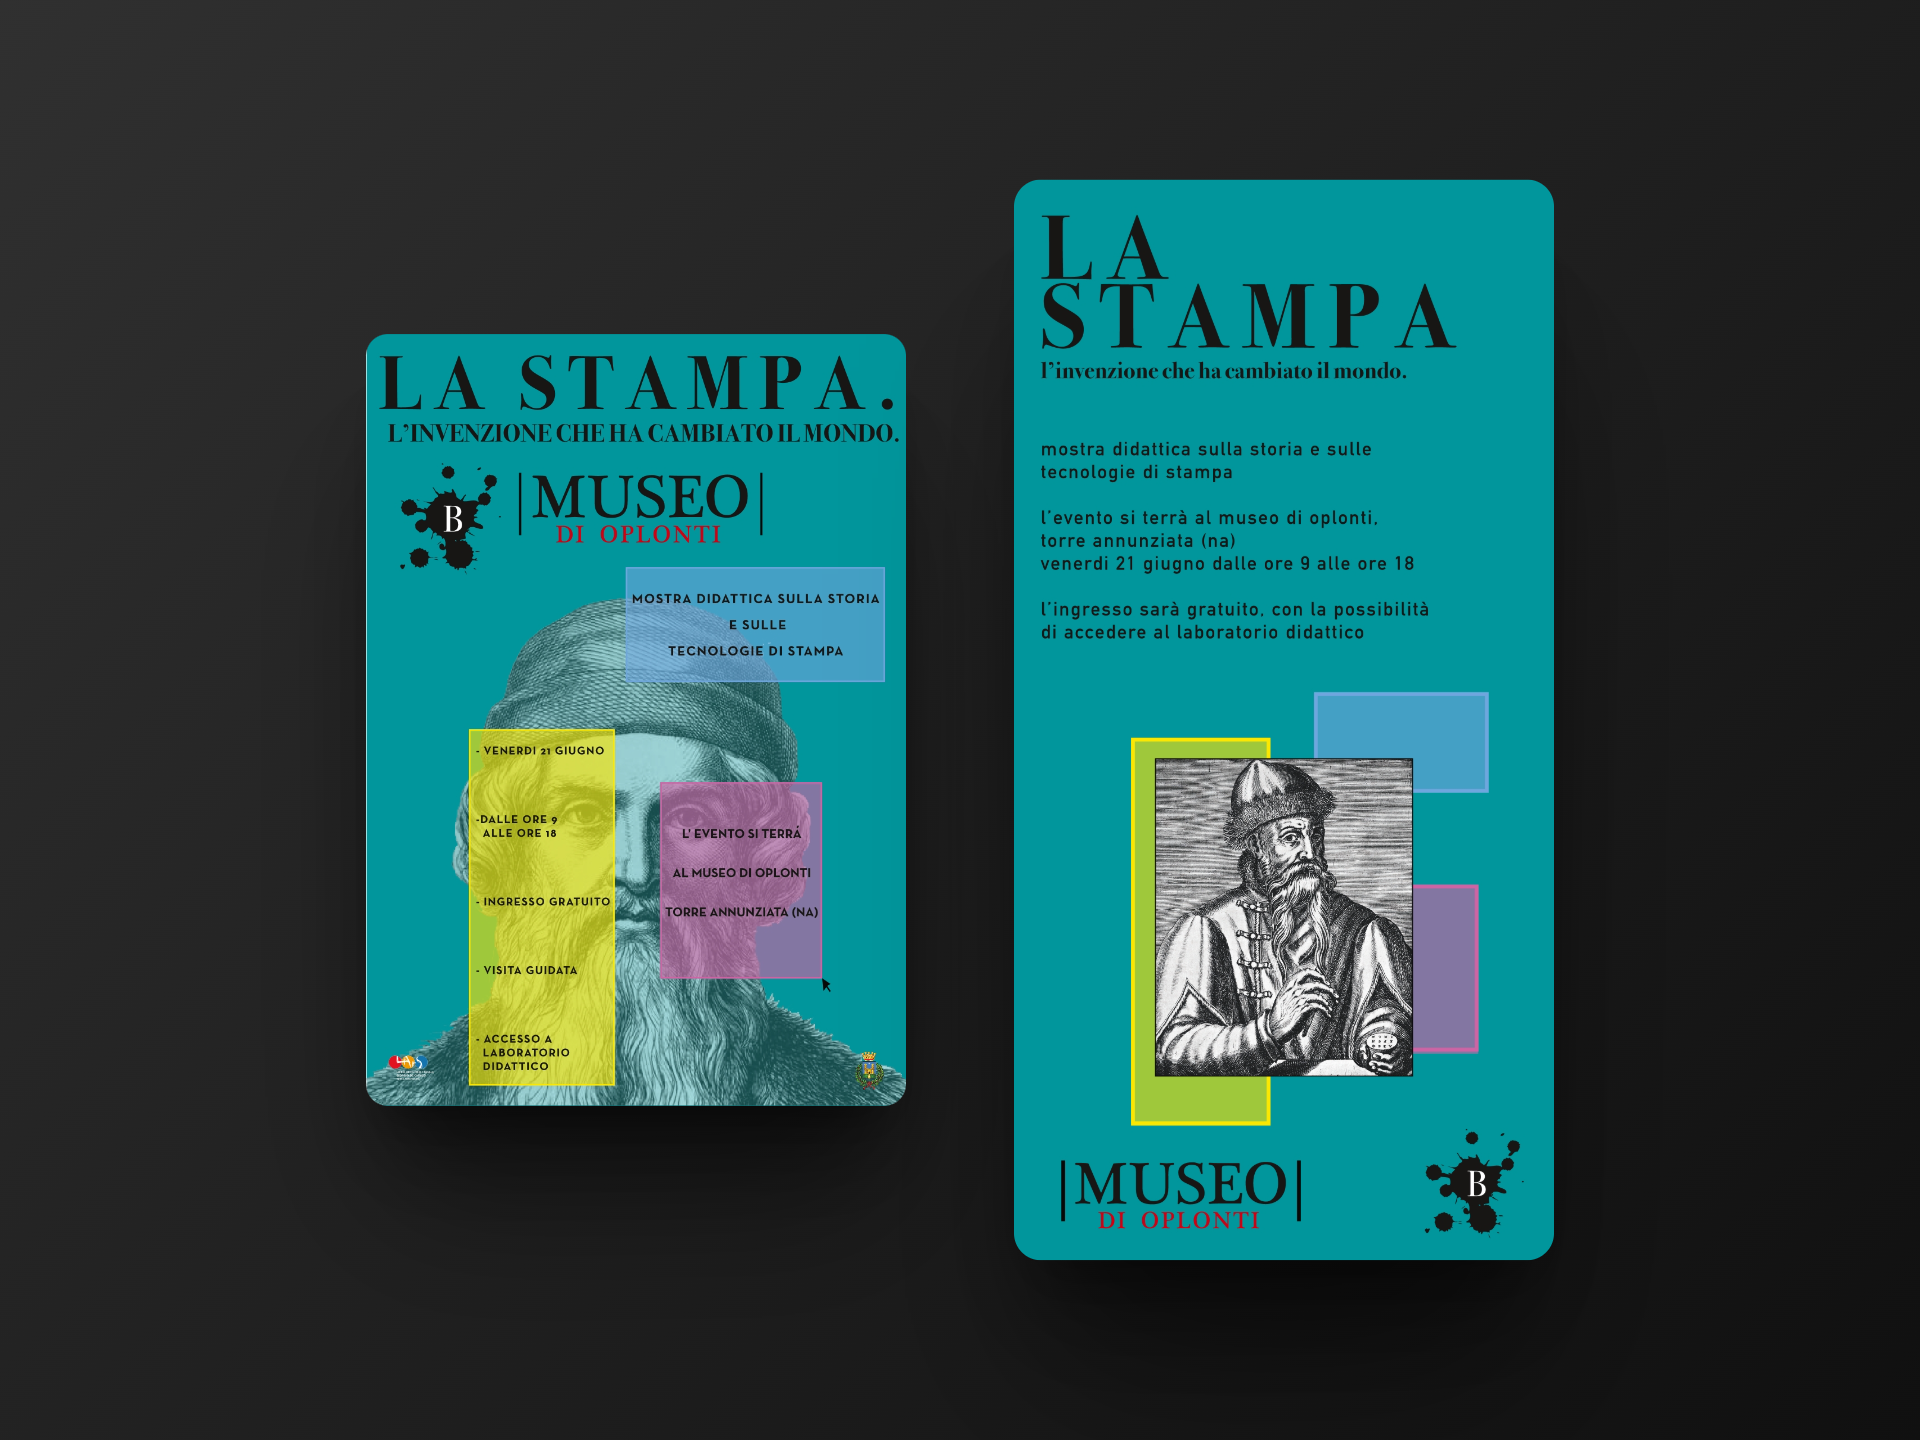 LA STAMPA.
L'INVENZIONE CHE HA CAMBIATO IL MONDO.
B
|MUSEO|
DI OPLONTI
MOSTRA DIDATTICA SULLA STORIA
E SULLE
TECNOLOGIE DI STAMPA
- VENERDI 21 GIUGNO
-DALLE ORE 9
ALLE ORE 18
- INGRESSO GRATUITO
- VISITA GUIDATA
- ACCESSO A
LABORATORIO
DIDATTICO
L' EVENTO SI TERRÁ
AL MUSEO DI OPLONTI
TORRE ANNUNZIATA (NA)
LA
STAMPA
l'invenzione che ha cambiato il mondo.
mostra didattica sulla storia e sulle
tecnologie di stampa
l'evento si terrà al museo di oplonti,
torre annunziata (na)
venerdi 21 giugno dalle ore 9 alle ore 18
l'ingresso sarà gratuito, con la possibilità
di accedere al laboratorio didattico
|MUSEO|
DI OPLONTI
B